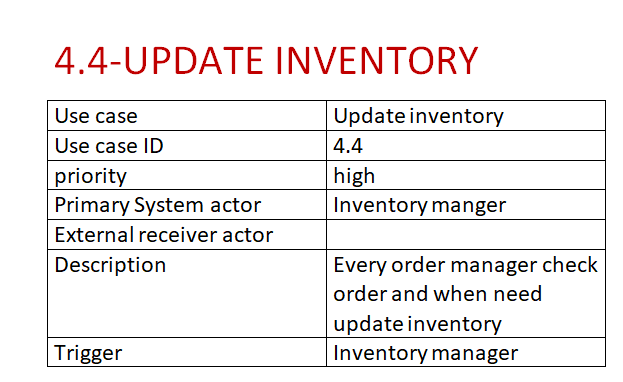 4.4-UPDATE INVENTORY
Use case Update inventory
Use case ID 4.4
priority high
Primary System actor Inventory manger
External receiver actor
Description Every order manager check
order and when need
update inventory
Trigger Inventory manager